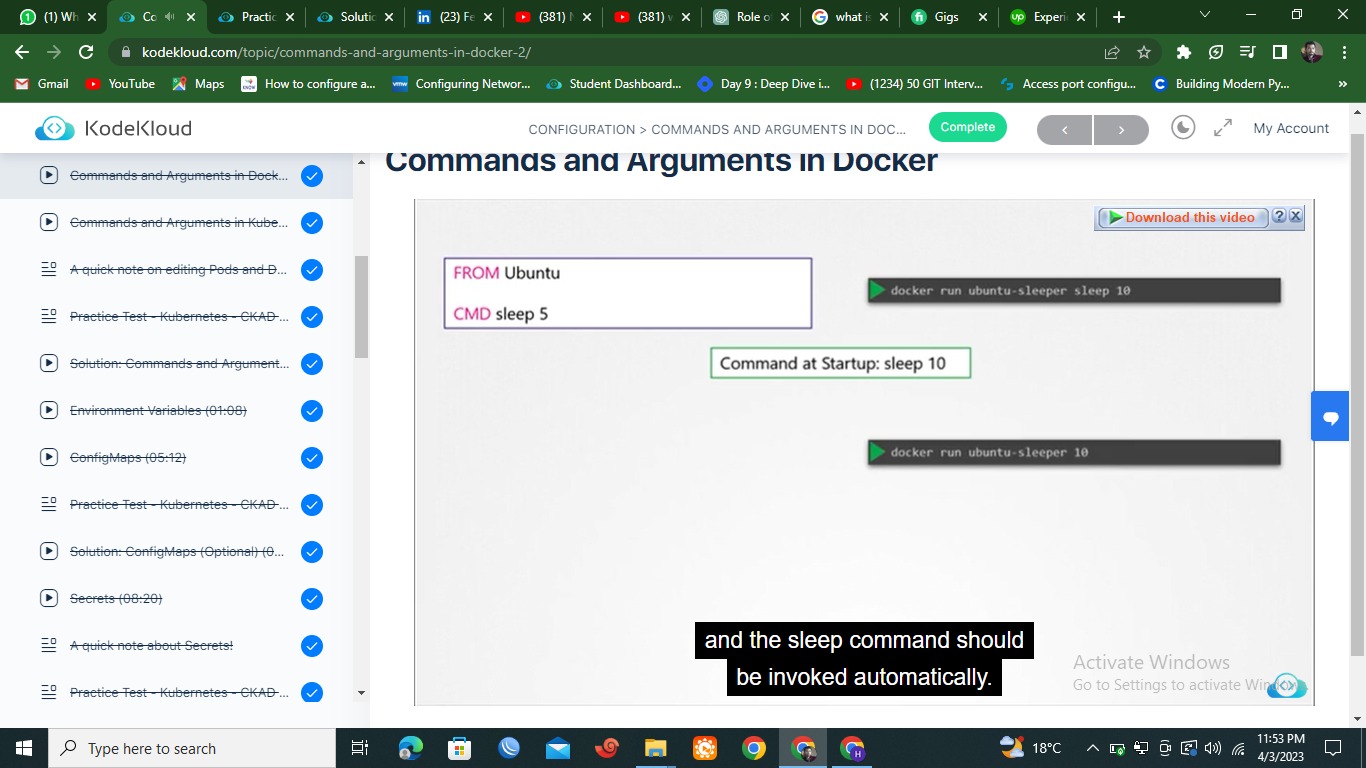 (1) Wh
Co
Practic
Solutic
(23) Fe
(381) N
(381) v
Role o
what is
Gigs
Experi
kodekloud.com/topic/commands-and-arguments-in-docker-2/
Gmail
YouTube
Maps
How to configure a...
Configuring Networ...
Student Dashboard...
Day 9 : Deep Dive i...
(1234) 50 GIT Interv...
Access port configu...
Building Modern Py...
KodeKloud
CONFIGURATION > COMMANDS AND ARGUMENTS IN DOC...
Complete
My Account
Commands and Arguments in Dock...
Commands and Arguments in Kube...
A quick note on editing Pods and D...
Practice Test - Kubernetes - CKAD ...
Solution: Commands and Argument...
Environment Variables (01:08)
ConfigMaps (05:12)
Practice Test - Kubernetes - CKAD ...
Solution: ConfigMaps (Optional) (0...
Secrets (08:20)
A quick note about Secrets!
Practice Test - Kubernetes - CKAD ...
Commands and Arguments in Docker
Download this video
FROM Ubuntu
CMD sleep 5
docker run ubuntu-sleeper sleep 10
Command at Startup: sleep 10
docker run ubuntu-sleeper 10
and the sleep command should
be invoked automatically.
Activate Windows
Go to Settings to activate Windows.
Type here to search
18°C
11:53 PM
4/3/2023